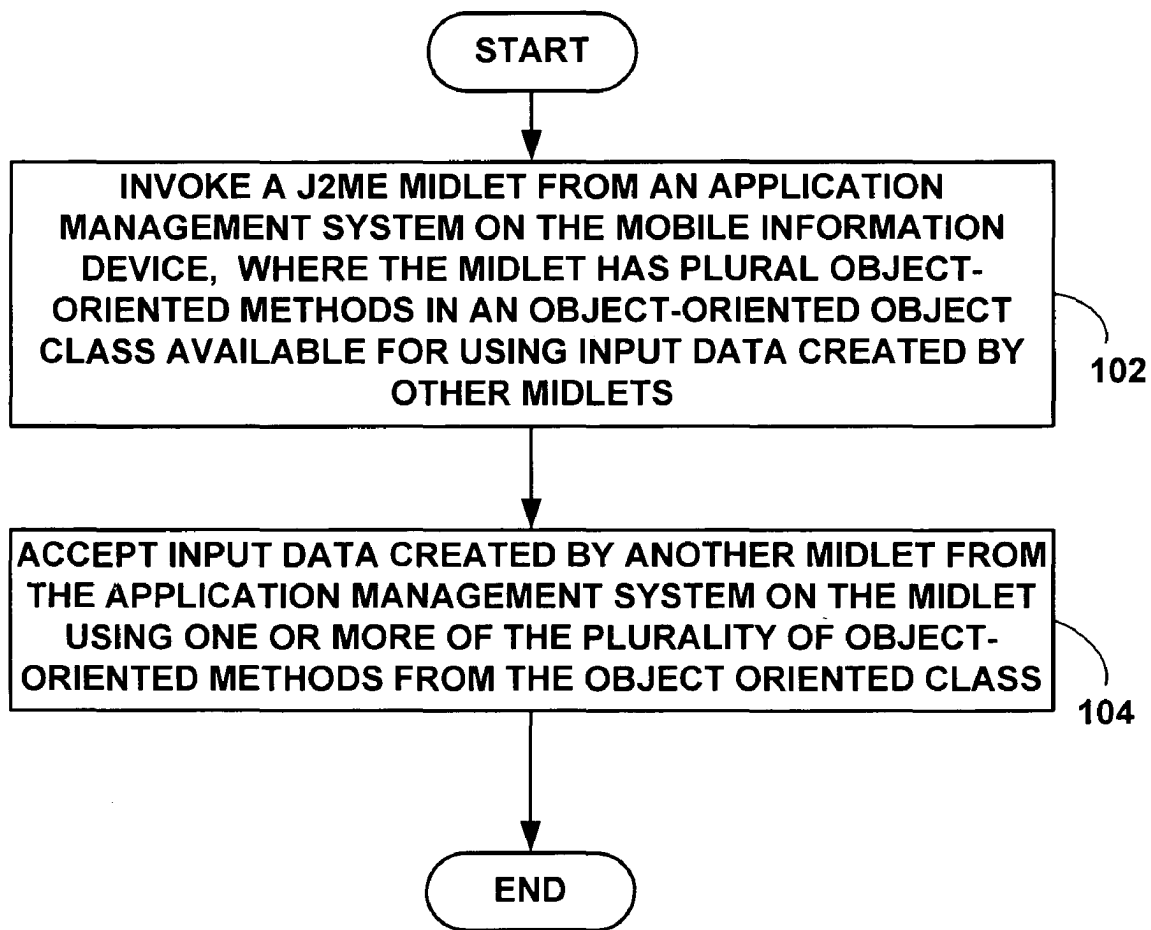 START
INVOKE A J2ME MIDLET FROM AN APPLICATION
MANAGEMENT SYSTEM ON THE MOBILE INFORMATION
DEVICE, WHERE THE MIDLET HAS PLURAL OBJECT-
ORIENTED METHODS IN AN OBJECT-ORIENTED OBJECT
CLASS AVAILABLE FOR USING INPUT DATA CREATED BY
OTHER MIDLETS
102
ACCEPT INPUT DATA CREATED BY ANOTHER MIDLET FROM
THE APPLICATION MANAGEMENT SYSTEM ON THE MIDLET
USING ONE OR MORE OF THE PLURALITY OF OBJECT-
ORIENTED METHODS FROM THE OBJECT ORIENTED CLASS
104
END